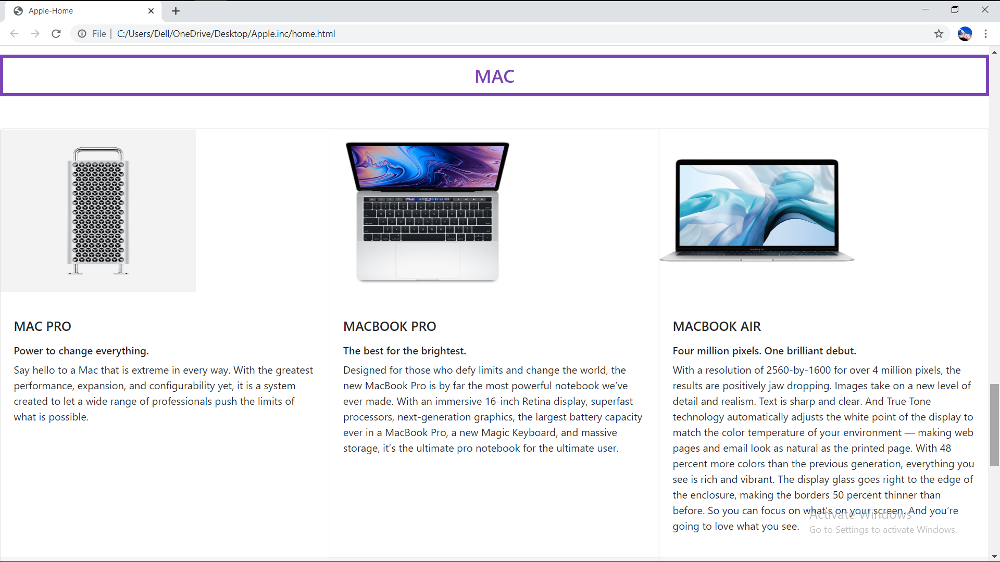 Apple-Home
File
C:/Users/Dell/OneDrive/Desktop/Apple.inc/home.html
MAC
MAC PRO
Power to change everything.
Say hello to a Mac that is extreme in every way. With the greatest
performance, expansion, and configurability yet, it is a system
created to let a wide range of professionals push the limits of
what is possible.
MACBOOK PRO
The best for the brightest.
Designed for those who defy limits and change the world, the
new MacBook Pro is by far the most powerful notebook we've
ever made. With an immersive 16-inch Retina display, superfast
processors, next-generation graphics, the largest battery capacity
ever in a MacBook Pro, a new Magic Keyboard, and massive
storage, it's the ultimate pro notebook for the ultimate user.
MacBook Air
MACBOOK AIR
Four million pixels. One brilliant debut.
With a resolution of 2560-by-1600 for over 4 million pixels, the
results are positively jaw dropping. Images take on a new level of
detail and realism. Text is sharp and clear. And True Tone
technology automatically adjusts the white point of the display to
match the color temperature of your environment — making web
pages and email look as natural as the printed page. With 48
percent more colors than the previous generation, everything you
see is rich and vibrant. The display glass goes right to the edge of
the enclosure, making the borders 50 percent thinner than
before. So you can focus on what's on your screen. And you're
going to love what you see.
Activate Windows
Go to Settings to activate Windows.